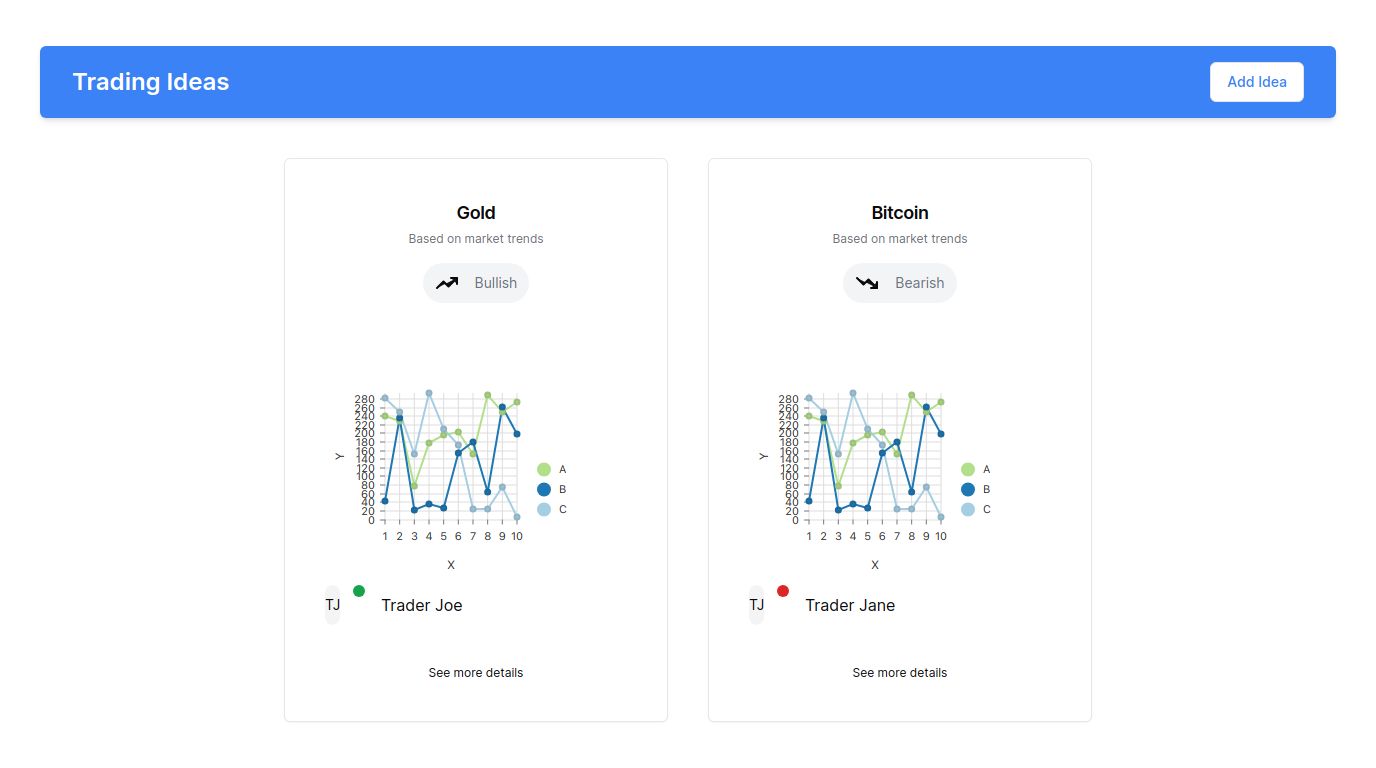 Trading Ideas
Add Idea
Gold
Based on market trends
Bullish
280
260
240
220
200
180
160
140
120
100
80
60
40
20
0
Y
1 2 3 4 5 6 7 8 9 10
X
A
B
C
TJ Trader Joe
See more details
Bitcoin
Based on market trends
Bearish
280
260
240
220
200
180
160
140
120
100
80
60
40
20
0
Y
1 2 3 4 5 6 7 8 9 10
X
A
B
C
TJ Trader Jane
See more details